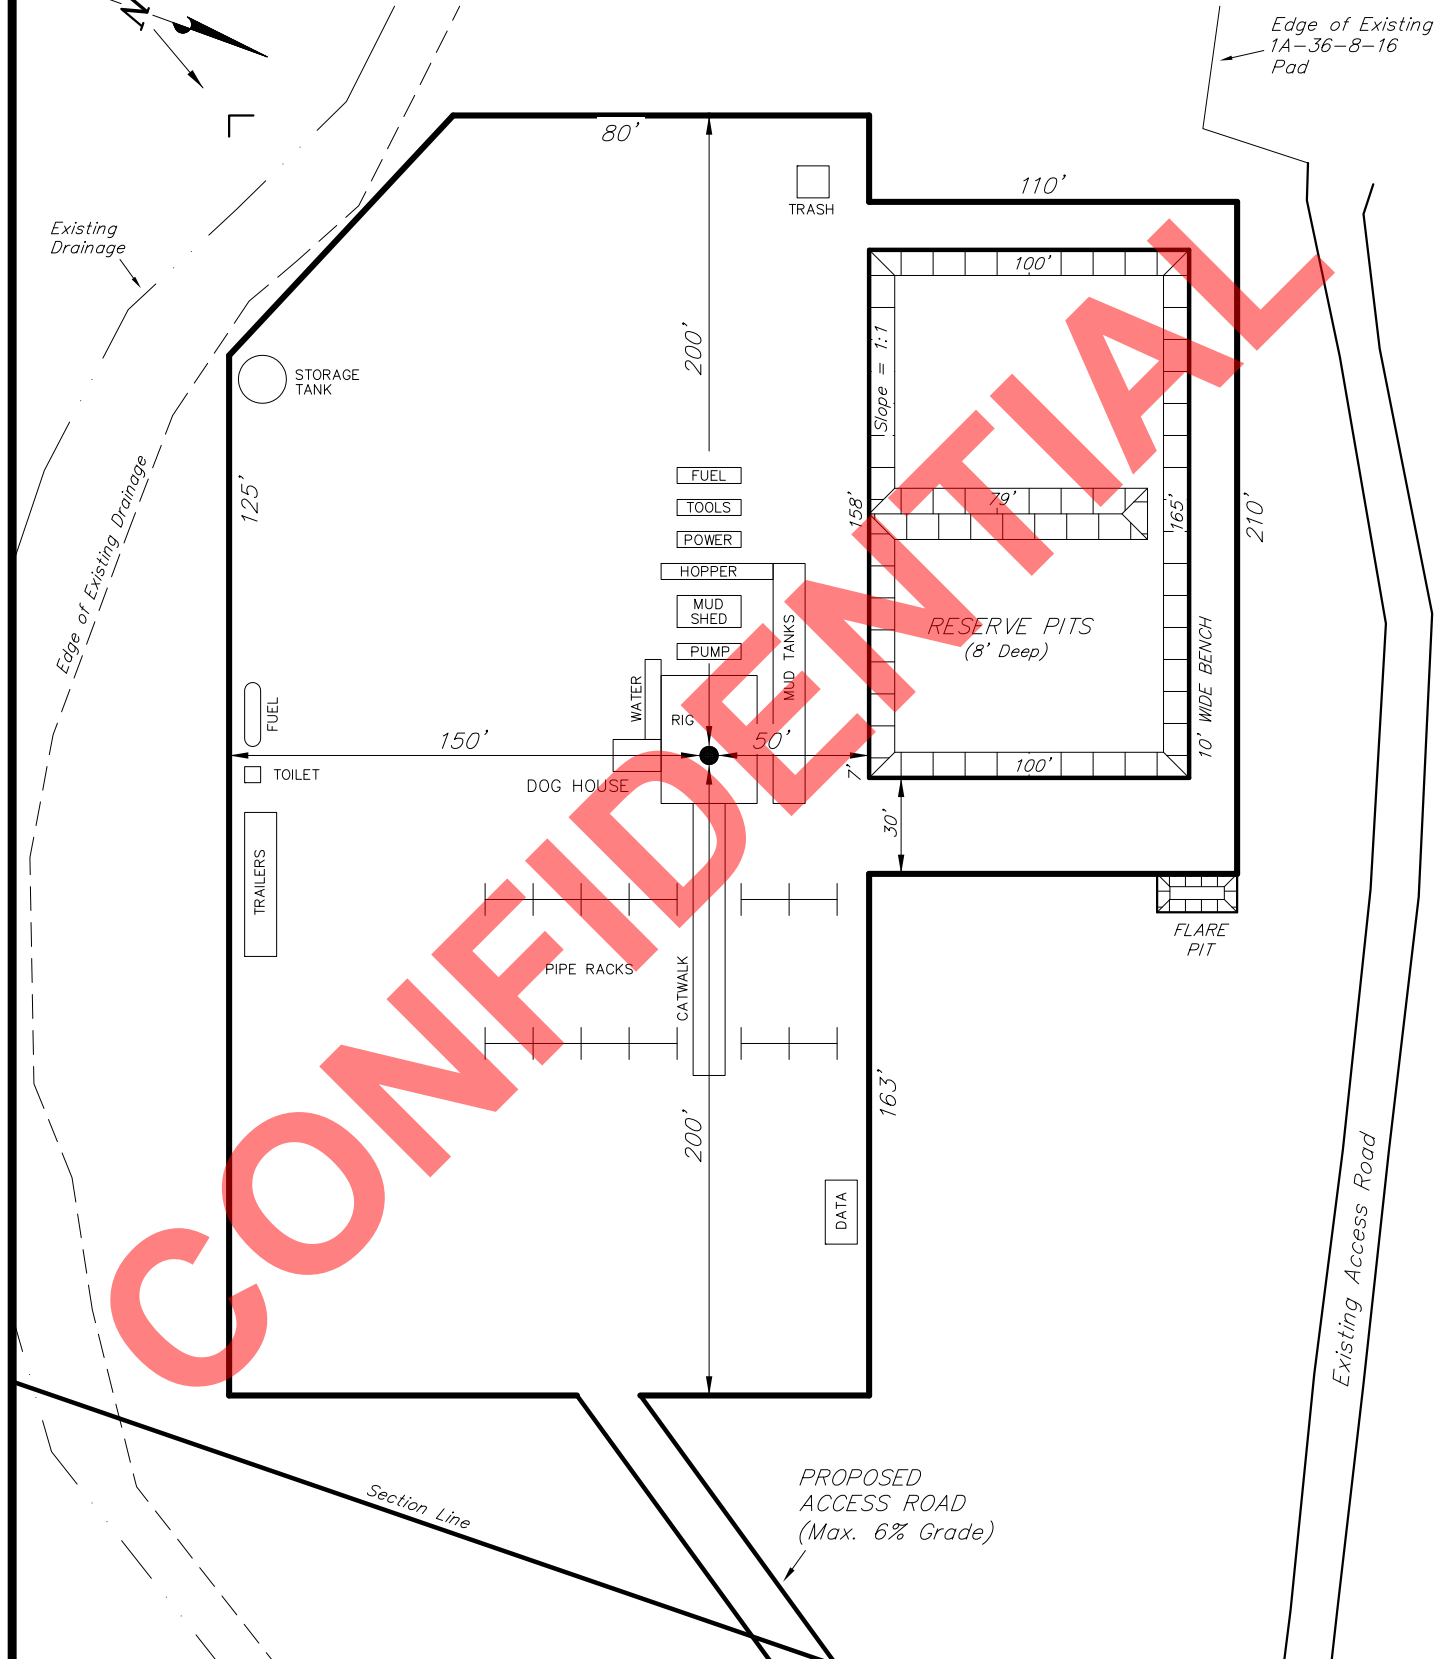 N
Edge of Existing
1A-36-8-16
Pad
80'
110'
TRASH
Existing
Drainage
100'
200'
Slope = 1:1
STORAGE
TANK
125'
Edge of Existing Drainage
FUEL
TOOLS
POWER
HOPPER
MUD
SHED
PUMP
MUD TANKS
158'
79'
165'
210'
RESERVE PITS
(8' Deep)
10' WIDE BENCH
WATER
RIG
FUEL
150'
50'
TOILET
DOG HOUSE
7'
100'
30'
TRAILERS
FLARE
PIT
PIPE RACKS
CATWALK
163'
200'
DATA
Existing Access Road
Section Line
PROPOSED
ACCESS ROAD
(Max. 6% Grade)
CONFIDENTIAL